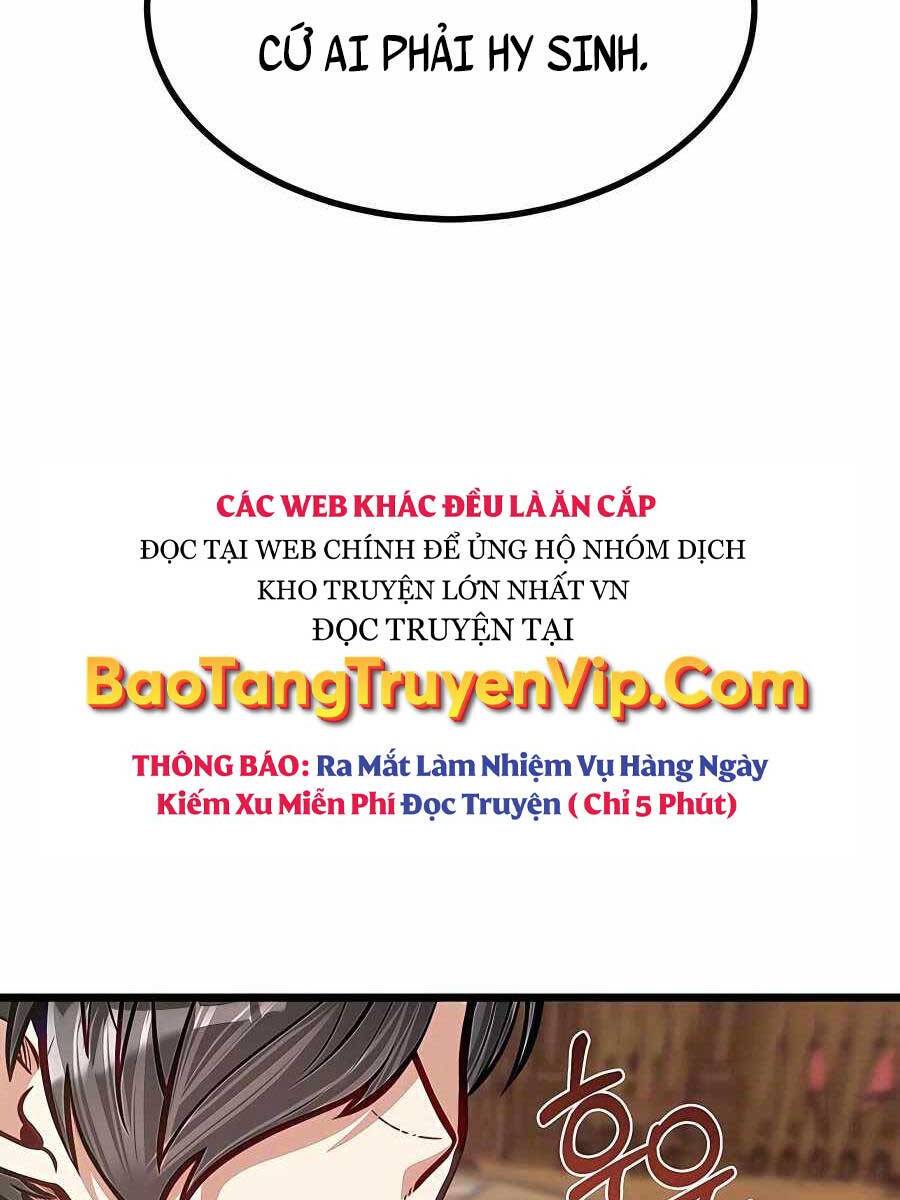 CỨ AI PHẢI HY SINH.
CÁC WEB KHÁC ĐỀU LÀ ĂN CẮP
ĐỌC TẠI WEB CHÍNH ĐỂ ỦNG HỘ NHÓM DỊCH
KHO TRUYỆN LỚN NHẤT VN
ĐỌC TRUYỆN TẠI
BaoTangTruyenVip.Com
THÔNG BÁO: Ra Mắt Làm Nhiệm Vụ Hàng Ngày
Kiếm Xu Miễn Phí Đọc Truyện ( Chỉ 5 Phút)